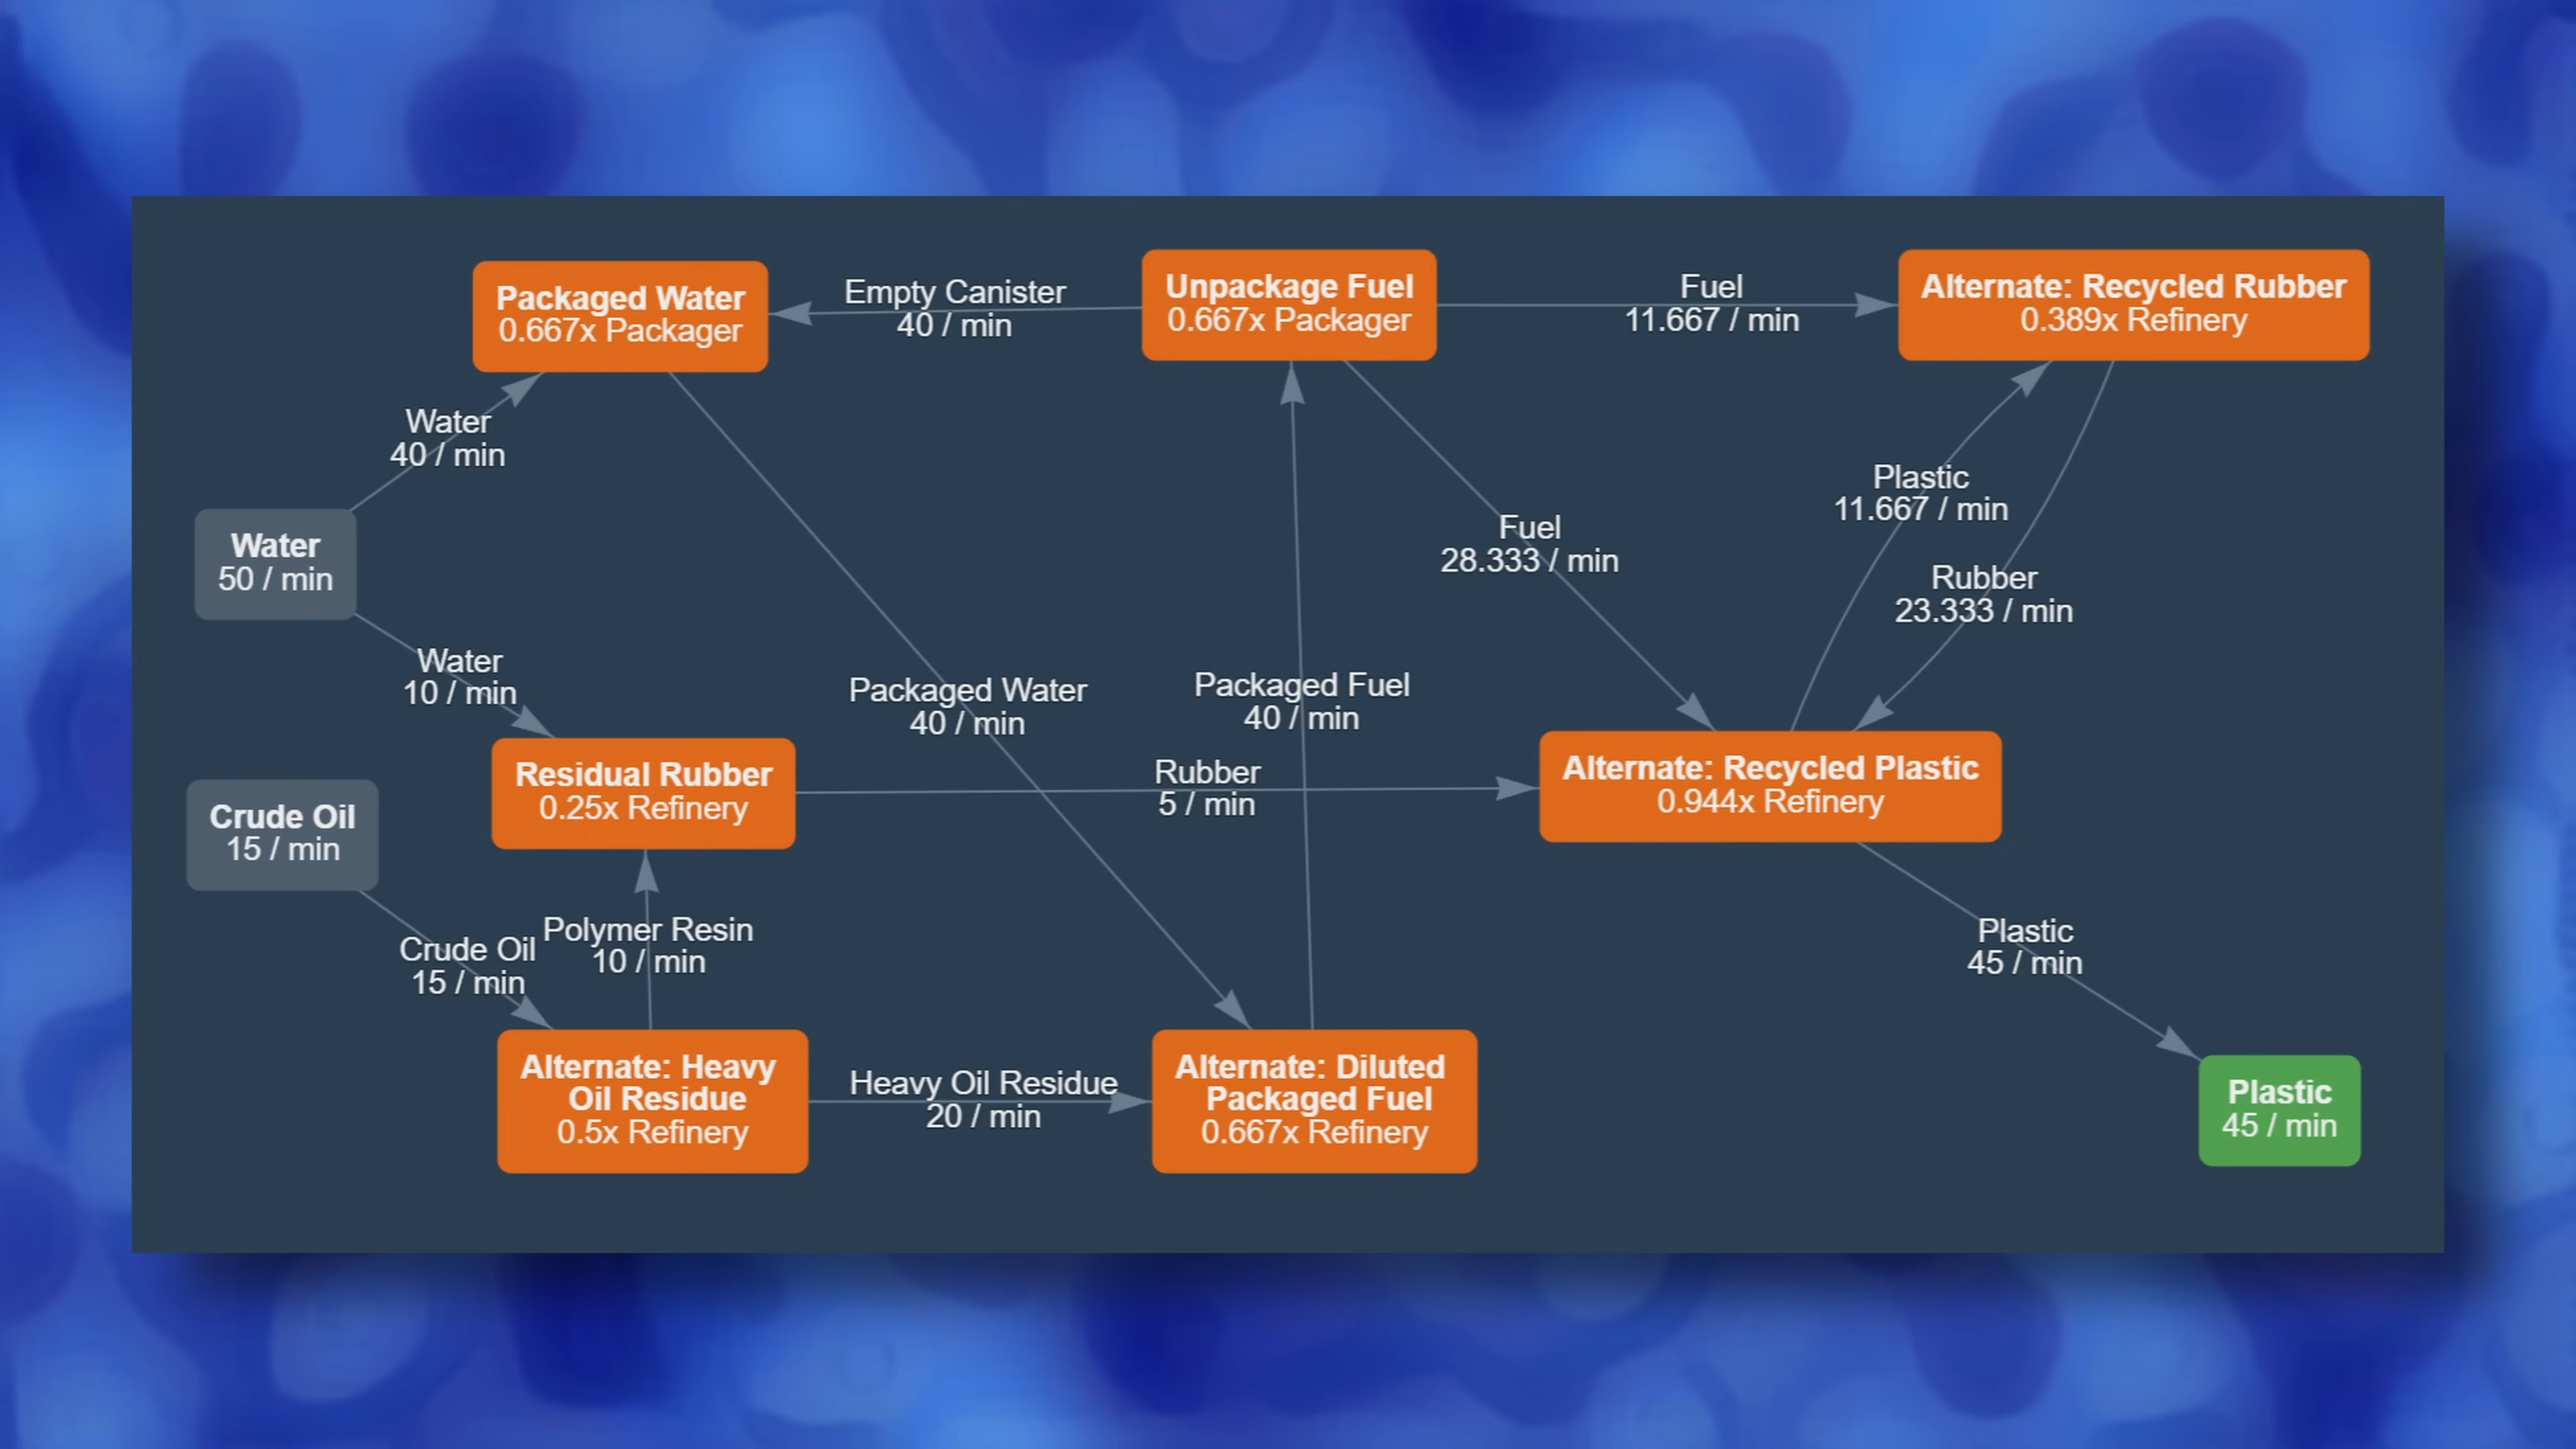 Packaged Water
0.667x Packager
Empty Canister
40 / min
Unpackage Fuel
0.667x Packager
Fuel
11.667 / min
Alternate: Recycled Rubber
0.389x Refinery
Water
40 / min
Water
50 / min
Water
10 / min
Plastic
11.667 / min
Fuel
28.333 / min
Rubber
23.333 / min
Packaged Water
40 / min
Packaged Fuel
40 / min
Residual Rubber
0.25x Refinery
Rubber
5 / min
Alternate: Recycled Plastic
0.944x Refinery
Crude Oil
15 / min
Crude Oil
15 / min
Polymer Resin
10 / min
Plastic
45 / min
Alternate: Heavy
Oil Residue
0.5x Refinery
Heavy Oil Residue
20 / min
Alternate: Diluted
Packaged Fuel
0.667x Refinery
Plastic
45 / min